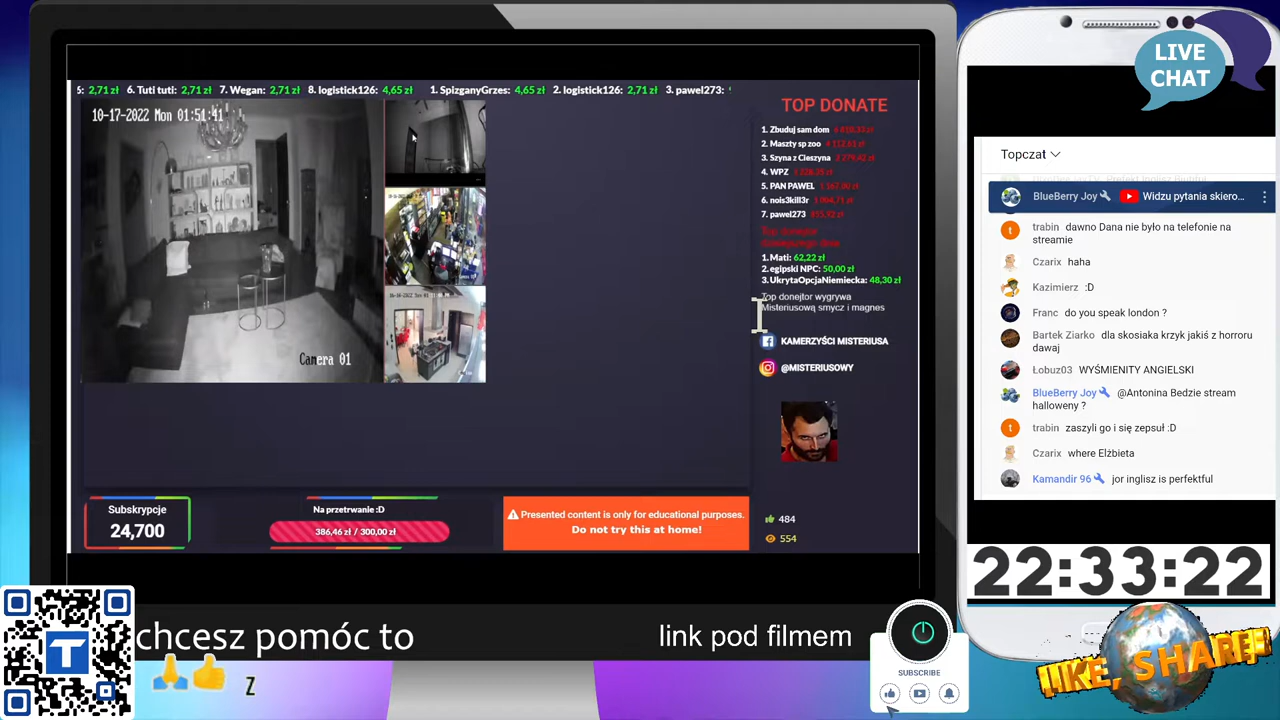 5: 2,71 zł 6. Tuti tuti: 2,71 zł 7. Wegan: 2,71 zł 8. logistick126: 4,65 zł 1. SpizganyGrzes: 4,65 zł 2. logistick126: 2,71 zł 3. pawel273:
10-17-2022 Mon 01:51:41
Camera 01
TOP DONATE
1. Zbuduj sam dom
2. Maszty sp zoo
3. Szyna z Cieszyna 2 279,42 zł
4. WPZ
5. PAN PAWEŁ
6. nois3kill3r
7. pawel273
1.Mati: 62,22 zł
2.egipski NPC: 50,00 zł
3.UkrytaOpcjaNiemiecka: 48,30 zł
Top donejtor wygrywa
Misteriusową smycz i magnes
KAMERZYŚCI MISTERIUSA
@MISTERIUSOWY
Subskrypcje
24,700
Na przetrwanie :D
386,46 zł / 300,00 zł
Presented content is only for educational purposes.
Do not try this at home!
484
554
chcesz pomóc to
z
link pod filmem
SUBSCRIBE
LIVE
CHAT
Topczat
BlueBerry Joy Widzu pytania skiero...
trabin dawno Dana nie było na telefonie na
streamie
Czarix haha
Kazimierz :D
Franc do you speak london ?
Bartek Ziarko dla skosiaka krzyk jakiś z horroru
dawaj
Łobuz03 WYŚMIENITY ANGIELSKI
BlueBerry Joy @Antonina Bedzie stream
halloweny ?
trabin zaszyli go i się zepsuł :D
Czarix where Elżbieta
Kamandir 96 jor inglisz is perfektful
22:33:22
LIKE, SHARE!
T